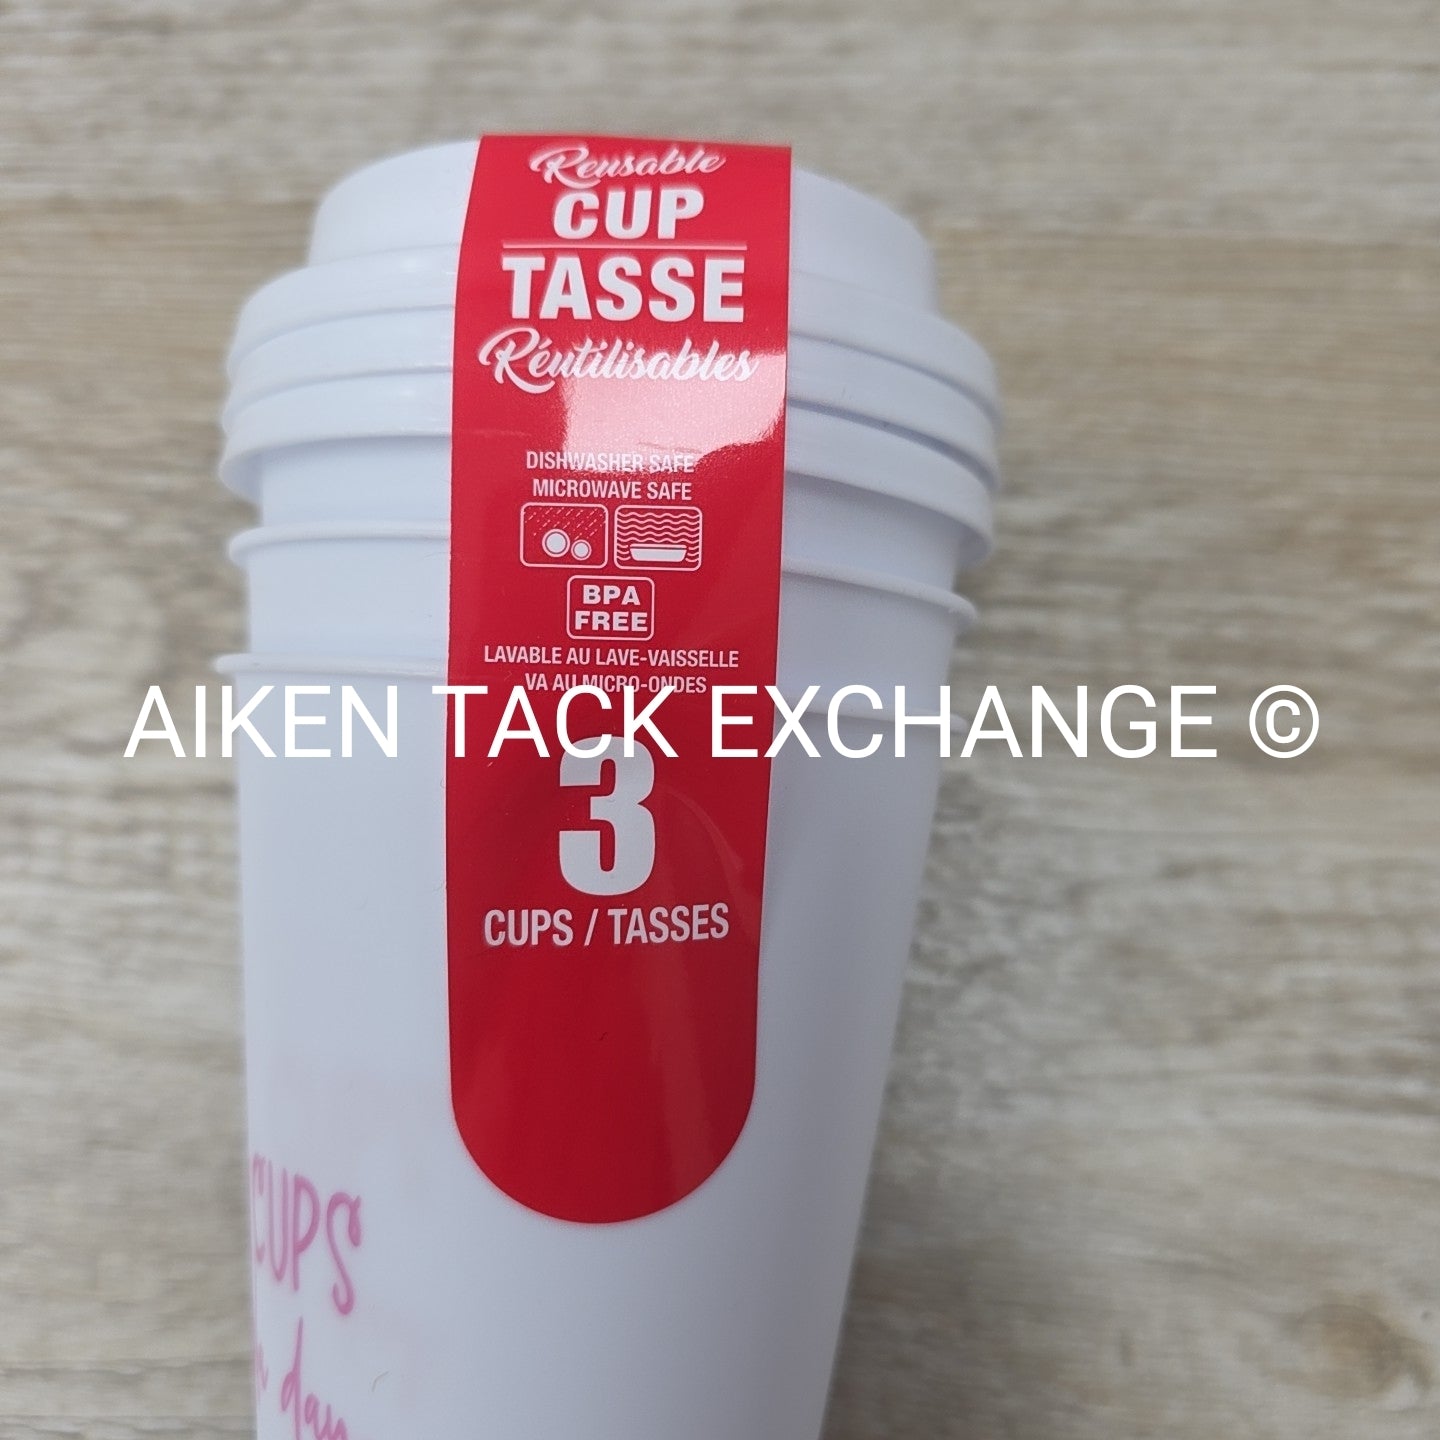 Reusable
CUP
TASSE
Réutilisables
DISHWASHER SAFE
MICROWAVE SAFE
BPA
FREE
LAVABLE AU LAVE-VAISSELLE
VA AU MICRO-ONDES
AIKEN TACK EXCHANGE ©
3
CUPS / TASSES
CUPS
day